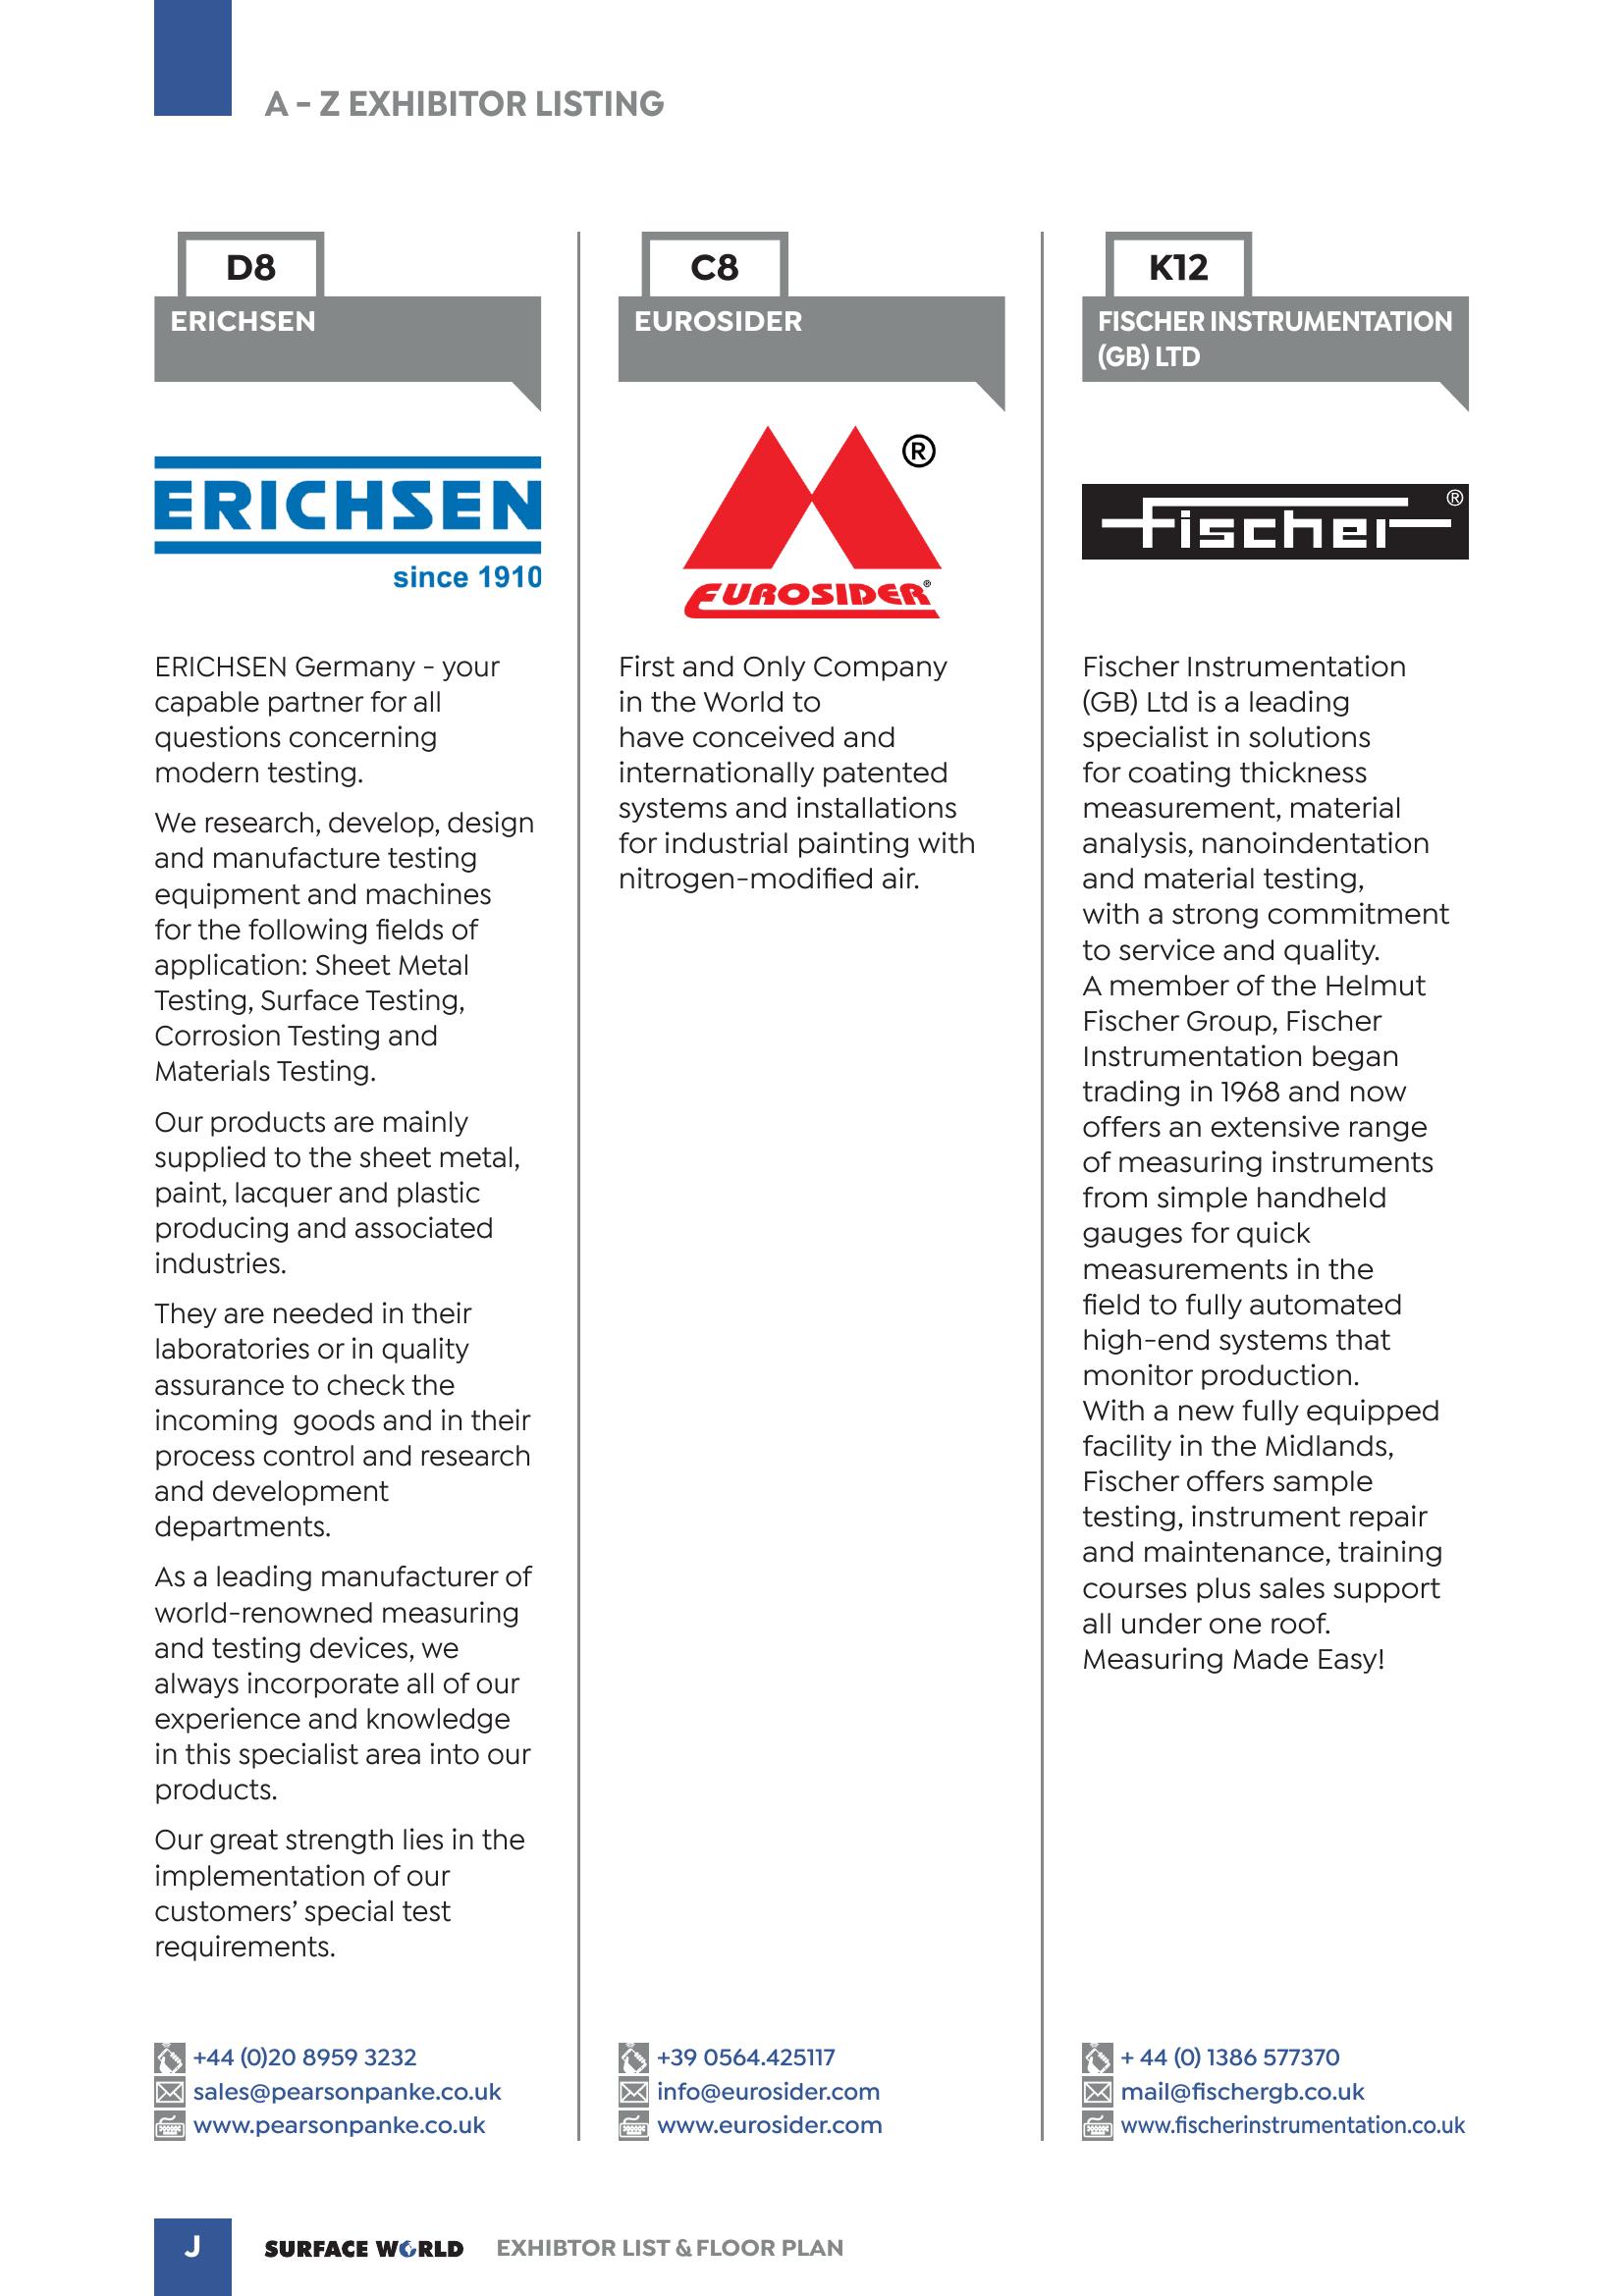 A – Z EXHIBITOR LISTING
D8
ERICHSEN
ERICHSEN
since 1910
ERICHSEN Germany - your
capable partner for all
questions concerning
modern testing.
We research, develop, design
and manufacture testing
equipment and machines
for the following fields of
application: Sheet Metal
Testing, Surface Testing,
Corrosion Testing and
Materials Testing.
Our products are mainly
supplied to the sheet metal,
paint, lacquer and plastic
producing and associated
industries.
They are needed in their
laboratories or in quality
assurance to check the
incoming  goods and in their
process control and research
and development
departments.
As a leading manufacturer of
world-renowned measuring
and testing devices, we
always incorporate all of our
experience and knowledge
in this specialist area into our
products.
Our great strength lies in the
implementation of our
customers’ special test
requirements.
+44 (0)20 8959 3232
sales@pearsonpanke.co.uk
www.pearsonpanke.co.uk
C8
EUROSIDER
®
EUROSIDER®
First and Only Company
in the World to
have conceived and
internationally patented
systems and installations
for industrial painting with
nitrogen-modified air.
+39 0564.425117
info@eurosider.com
www.eurosider.com
K12
FISCHER INSTRUMENTATION
(GB) LTD
fischer®
Fischer Instrumentation
(GB) Ltd is a leading
specialist in solutions
for coating thickness
measurement, material
analysis, nanoindentation
and material testing,
with a strong commitment
to service and quality.
A member of the Helmut
Fischer Group, Fischer
Instrumentation began
trading in 1968 and now
offers an extensive range
of measuring instruments
from simple handheld
gauges for quick
measurements in the
field to fully automated
high-end systems that
monitor production.
With a new fully equipped
facility in the Midlands,
Fischer offers sample
testing, instrument repair
and maintenance, training
courses plus sales support
all under one roof.
Measuring Made Easy!
+ 44 (0) 1386 577370
mail@fischergb.co.uk
www.fischerinstrumentation.co.uk
J
SURFACE WORLD
EXHIBTOR LIST & FLOOR PLAN